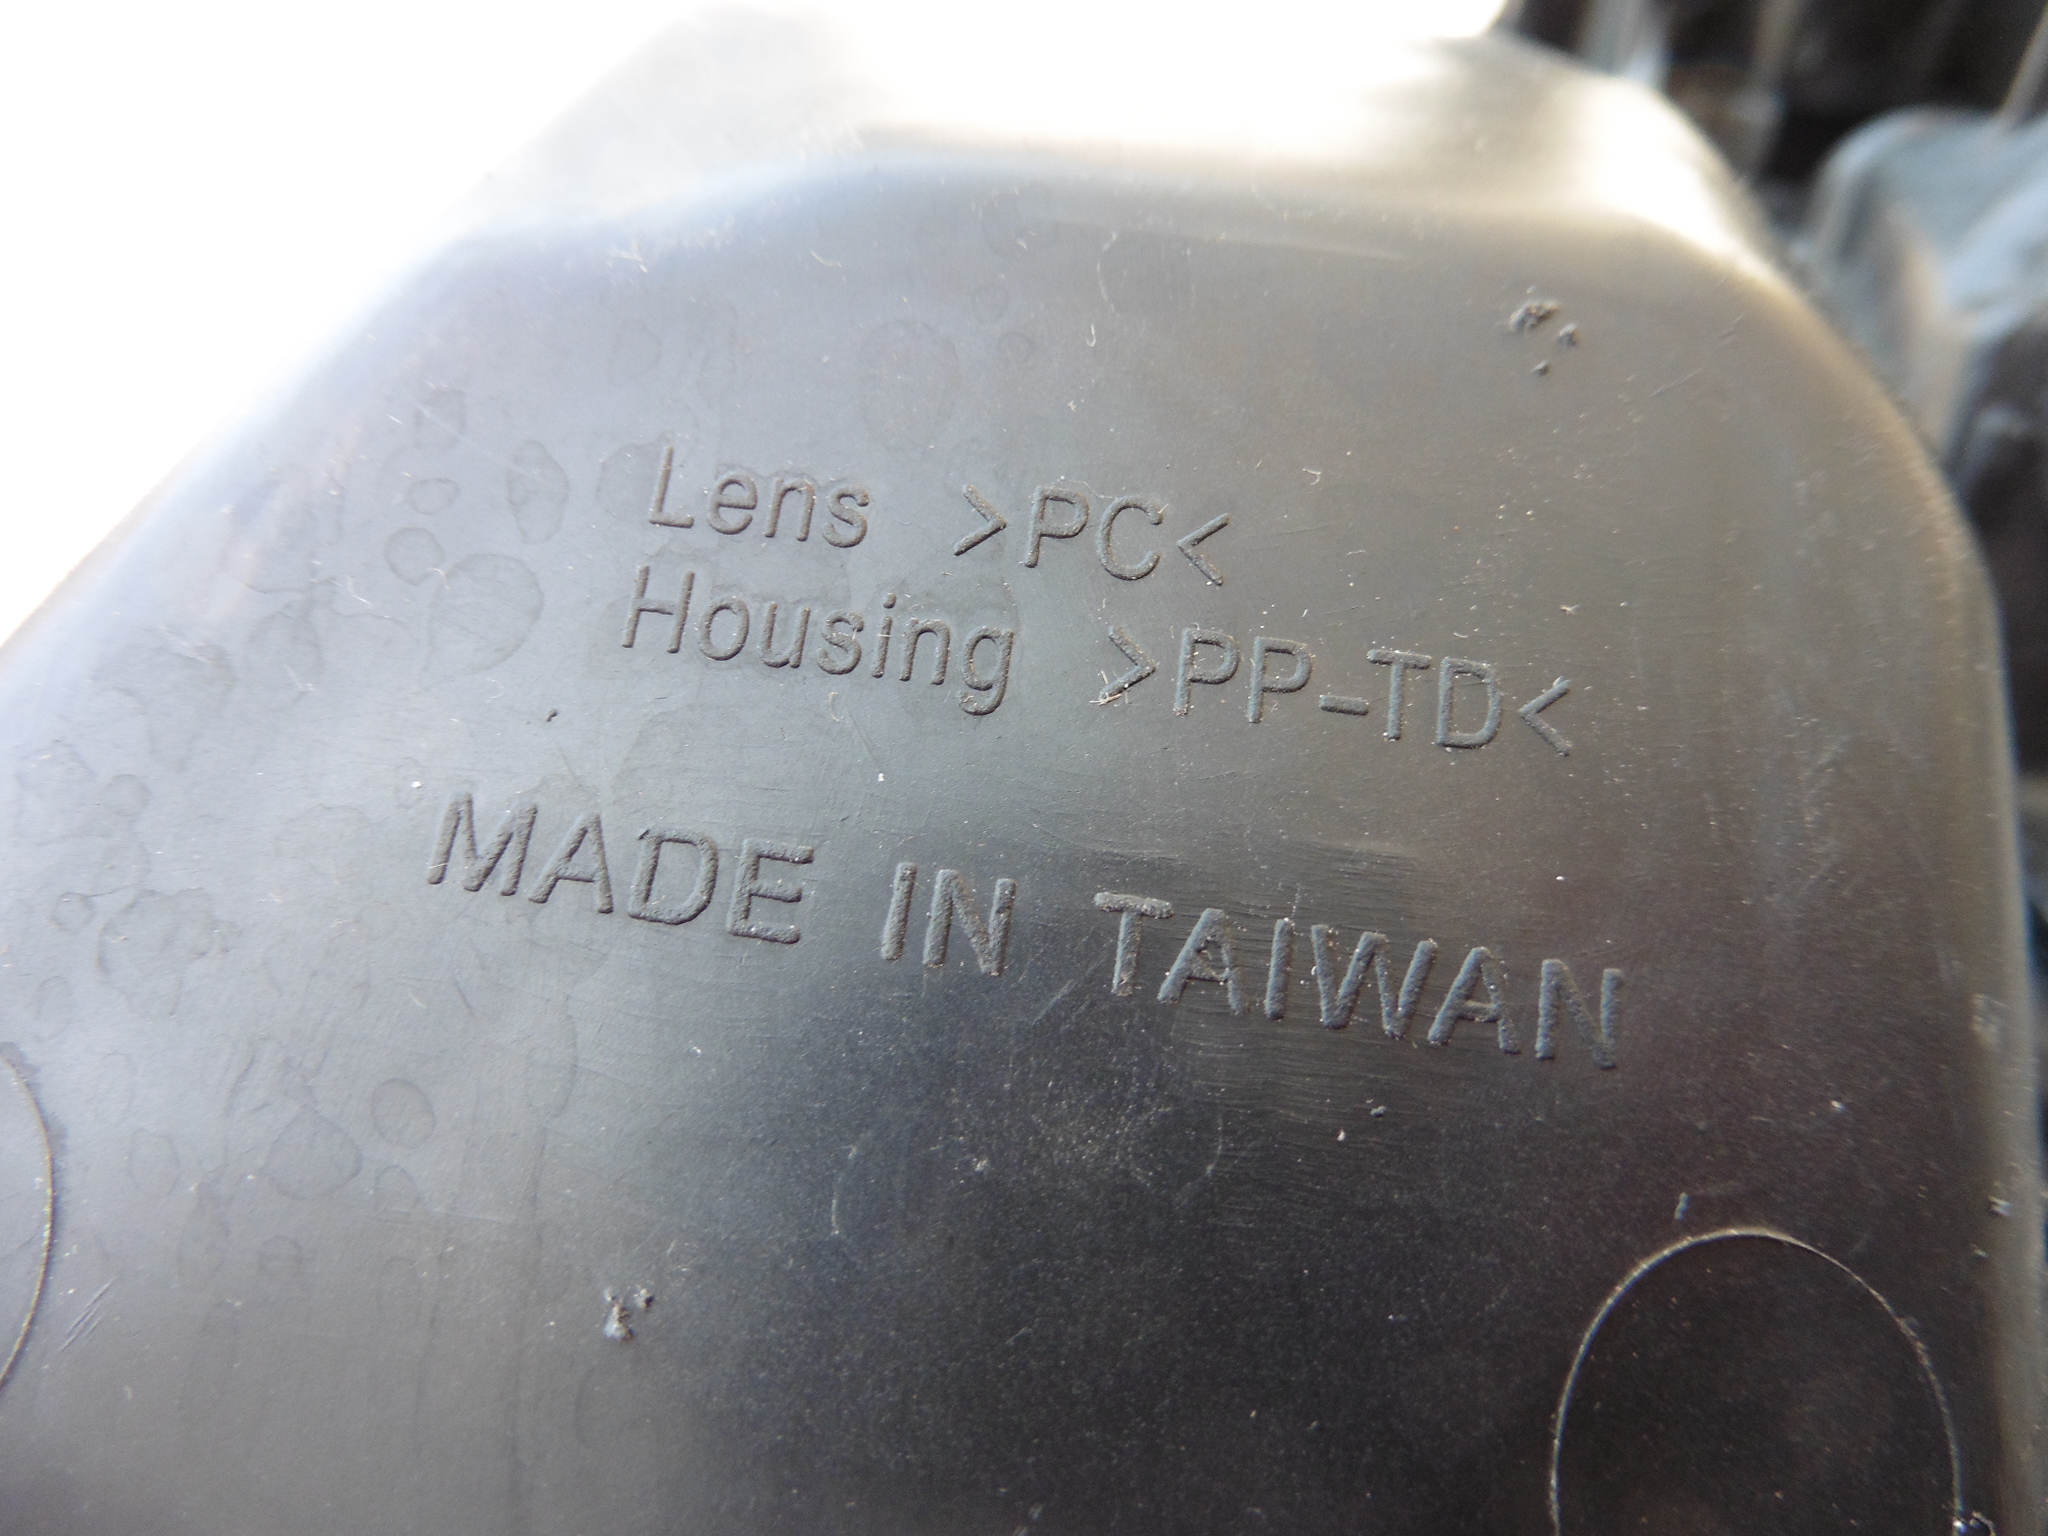 Lens >PC<
Housing >PP-TD<
MADE IN TAIWAN